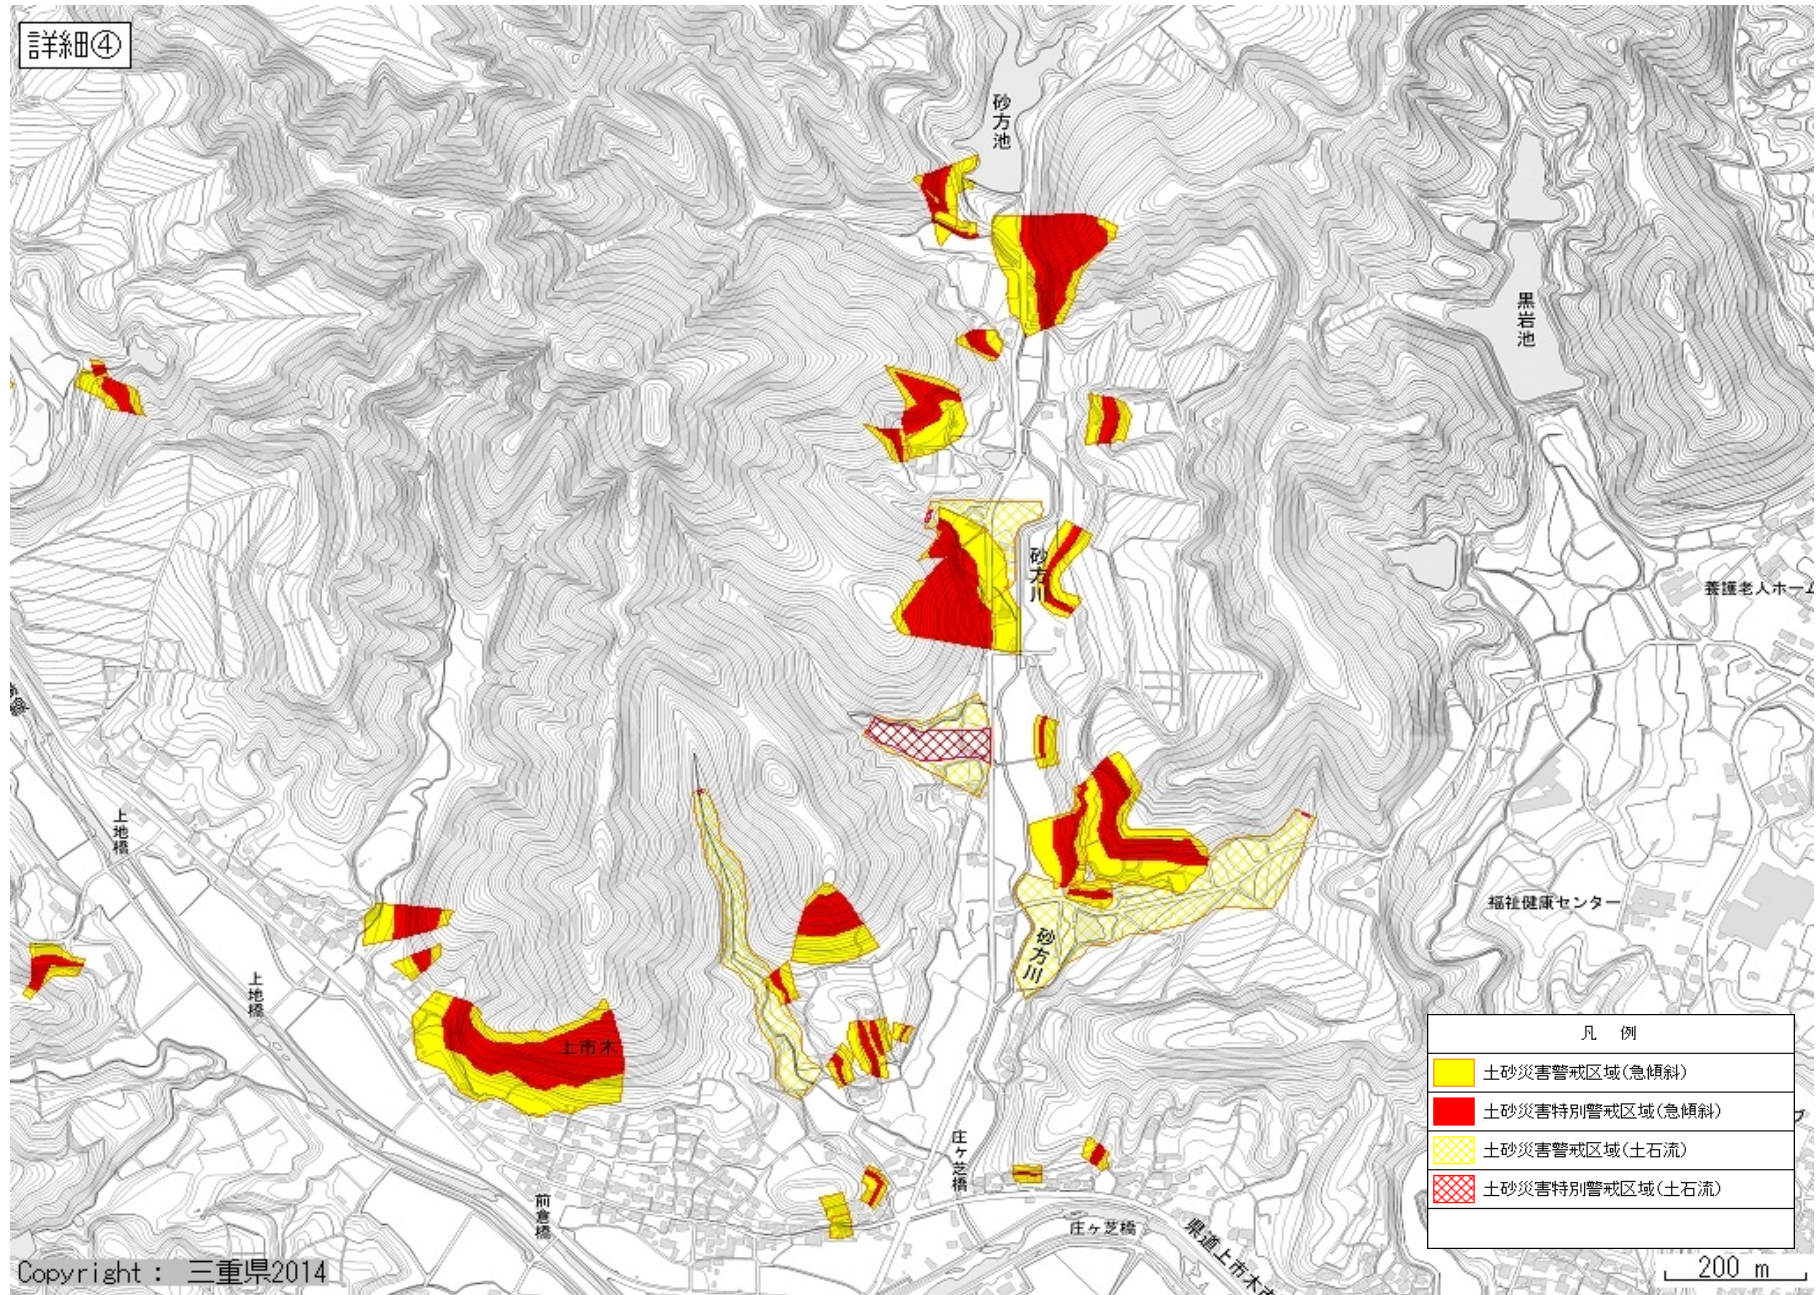 詳細④
砂方池
黒岩池
砂方川
養護老人ホーム
上地橋
福祉健康センター
砂方川
上地橋
上市木
凡 例
土砂災害警戒区域(急傾斜)
土砂災害特別警戒区域(急傾斜)
土砂災害警戒区域(土石流)
土砂災害特別警戒区域(土石流)
庄ヶ芝橋
前倉橋
庄ヶ芝橋
県道上市木
Copyright : 三重県2014
200 m